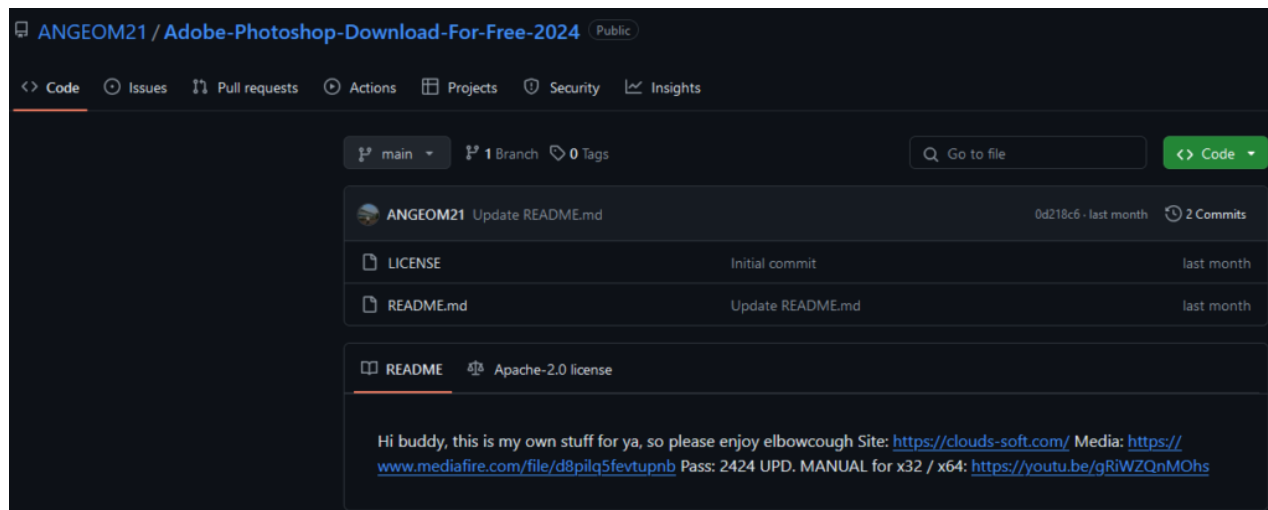 ANGEOM21 / Adobe-Photoshop-Download-For-Free-2024 Public
Code Issues Pull requests Actions Projects Security Insights
main 1 Branch 0 Tags Go to file Code
ANGEOM21 Update README.md 0d218c6 · last month 2 Commits
LICENSE Initial commit last month
README.md Update README.md last month
README Apache-2.0 license
Hi buddy, this is my own stuff for ya, so please enjoy elbowcough Site: https://clouds-soft.com/ Media: https://
www.mediafire.com/file/d8pilq5fevtupnb Pass: 2424 UPD. MANUAL for x32 / x64: https://youtu.be/gRiWZQnMOhs